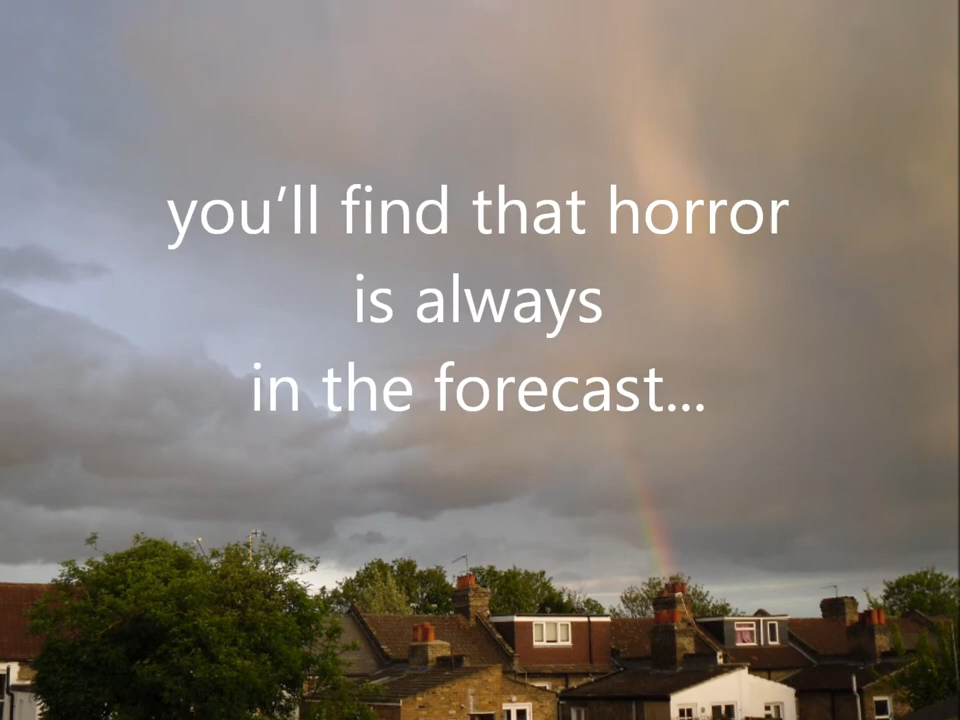 you’ll find that horror
is always
in the forecast...